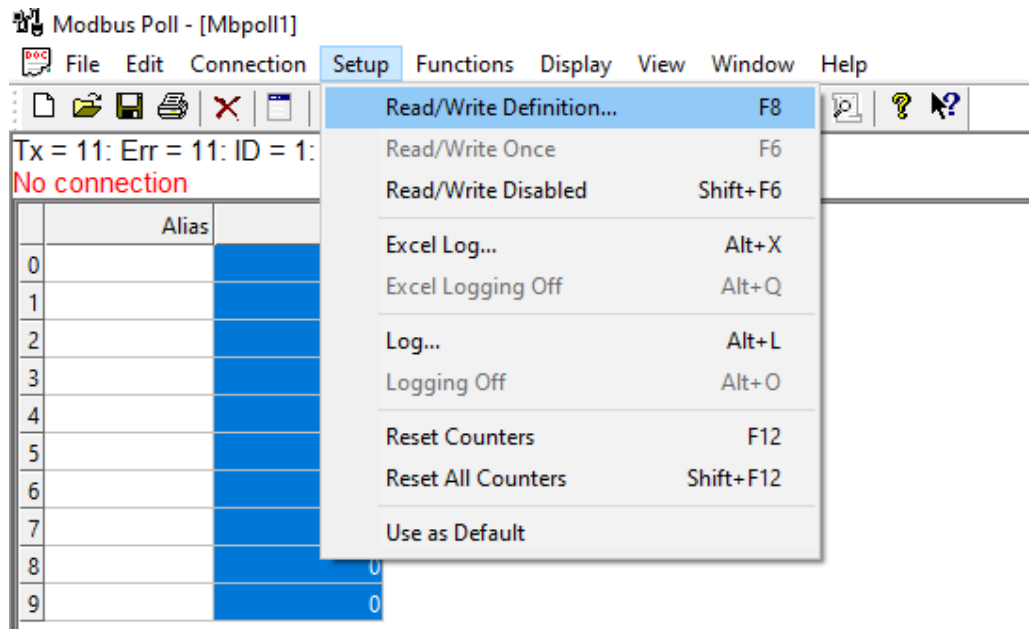 Modbus Poll - [Mbpoll1]
DOC File Edit Connection Setup Functions Display View Window Help
Tx = 11: Err = 11: ID = 1:
No connection
Read/Write Definition... F8
Read/Write Once F6
Read/Write Disabled Shift+F6
Excel Log... Alt+X
Excel Logging Off Alt+Q
Log... Alt+L
Logging Off Alt+O
Reset Counters F12
Reset All Counters Shift+F12
Use as Default
Alias
0
1
2
3
4
5
6
7
8 0
9 0